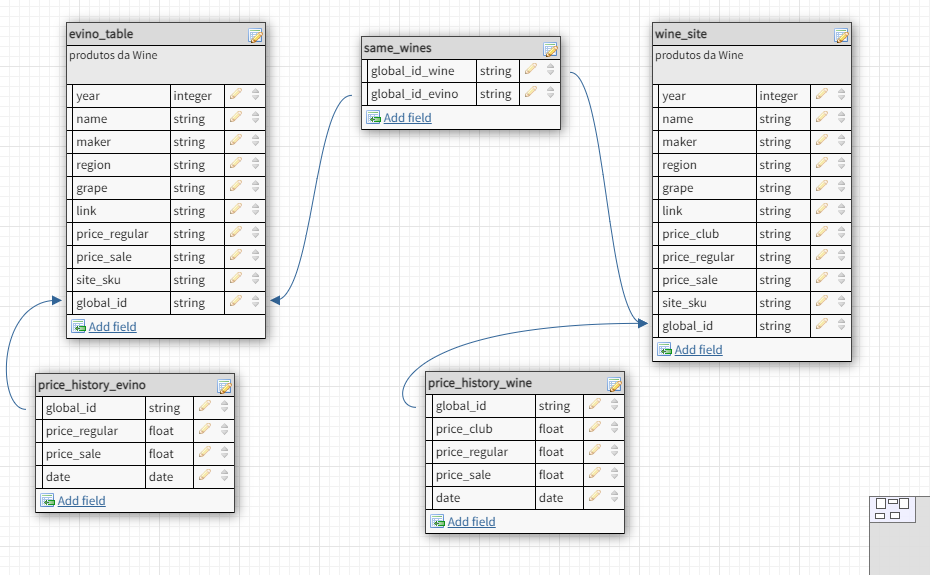 evino_table
produtos da Wine
year integer
name string
maker string
region string
grape string
link string
price_regular string
price_sale string
site_sku string
global_id string
Add field
same_wines
global_id_wine string
global_id_evino string
Add field
wine_site
produtos da Wine
year integer
name string
maker string
region string
grape string
link string
price_club string
price_regular string
price_sale string
site_sku string
global_id string
Add field
price_history_evino
global_id string
price_regular float
price_sale float
date date
Add field
price_history_wine
global_id string
price_club float
price_regular float
price_sale float
date date
Add field